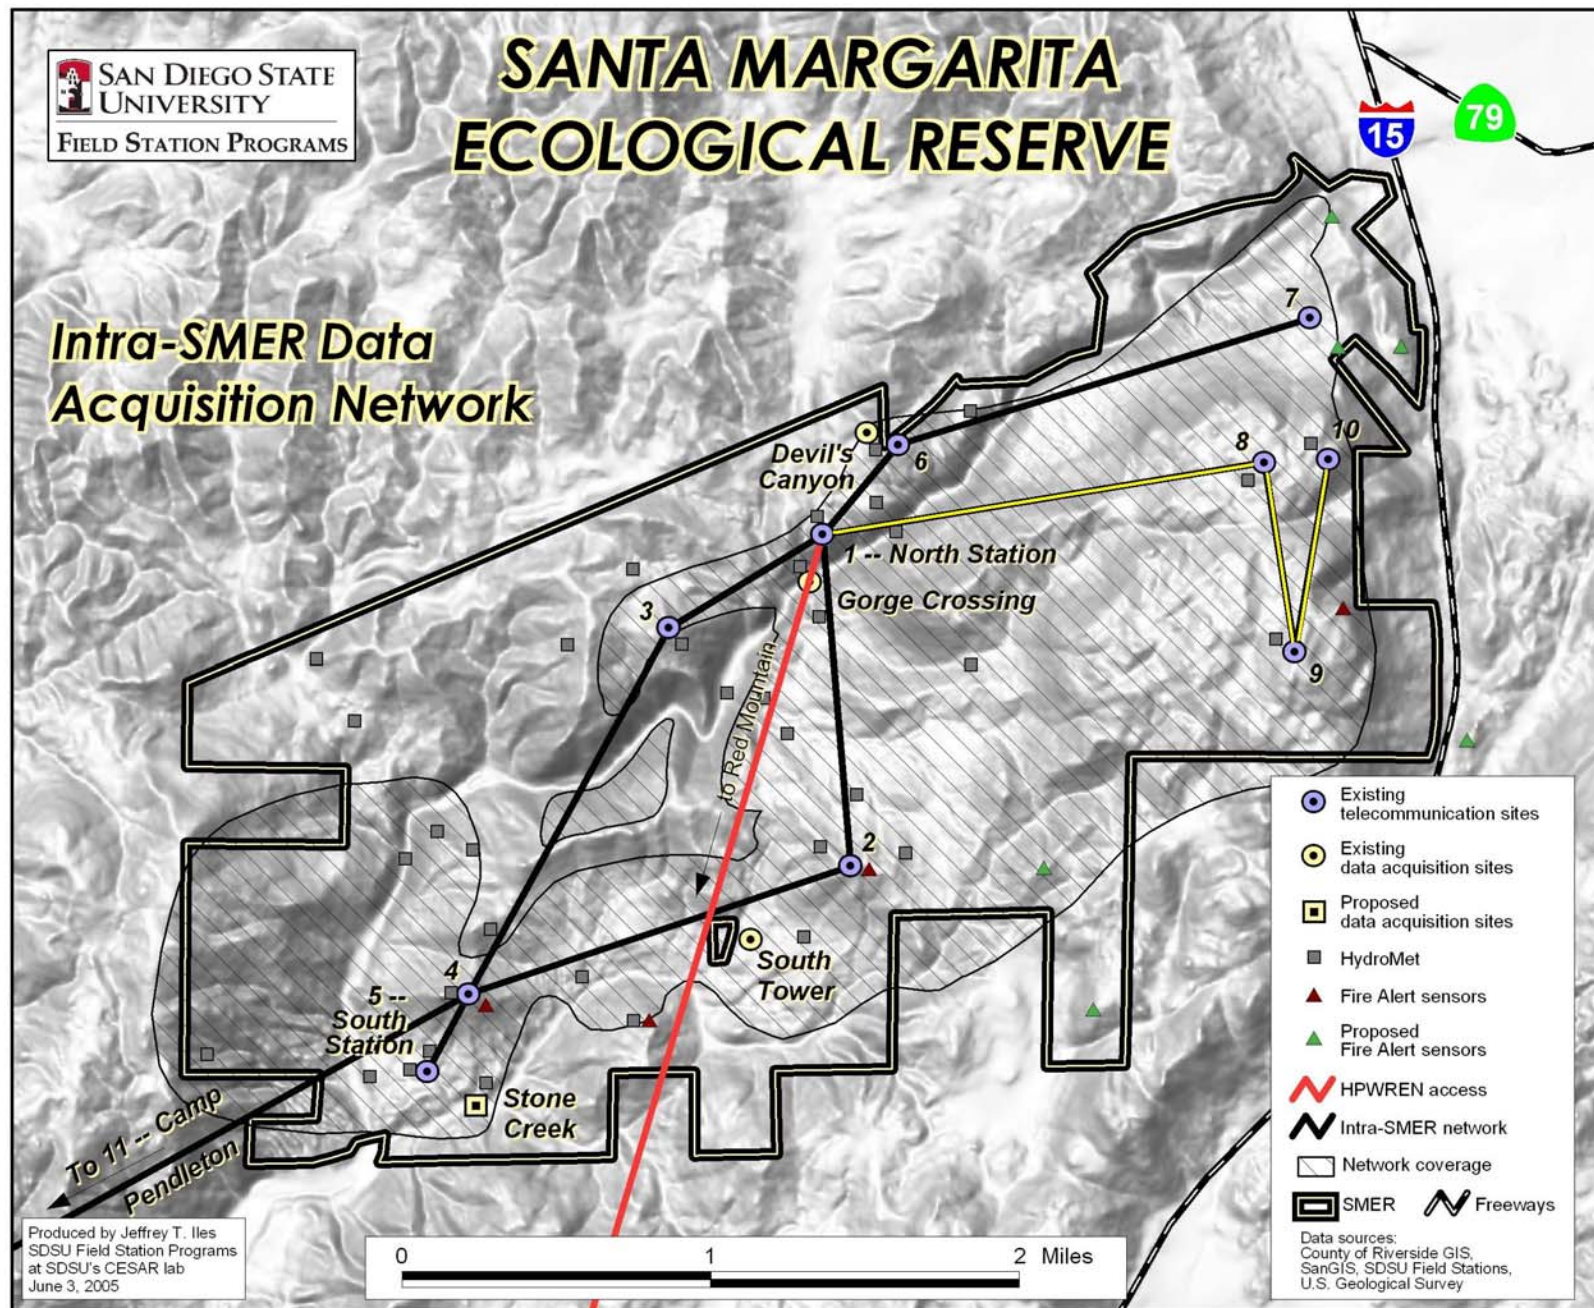 SAN DIEGO STATE
UNIVERSITY
FIELD STATION PROGRAMS
SANTA MARGARITA
ECOLOGICAL RESERVE
15
79
Intra-SMER Data
Acquisition Network
7
8
10
Devil's
Canyon
6
1 -- North Station
Gorge Crossing
3
9
to Red Mountain
2
South
Tower
4
5 --
South
Station
Stone
Creek
To 11 -- Camp
Pendleton
Existing
telecommunication sites
Existing
data acquisition sites
Proposed
data acquisition sites
HydroMet
Fire Alert sensors
Proposed
Fire Alert sensors
HPWREN access
Intra-SMER network
Network coverage
SMER
Freeways
Data sources:
County of Riverside GIS,
SanGIS, SDSU Field Stations,
U.S. Geological Survey
Produced by Jeffrey T. Iles
SDSU Field Station Programs
at SDSU's CESAR lab
June 3, 2005
0 1 2 Miles